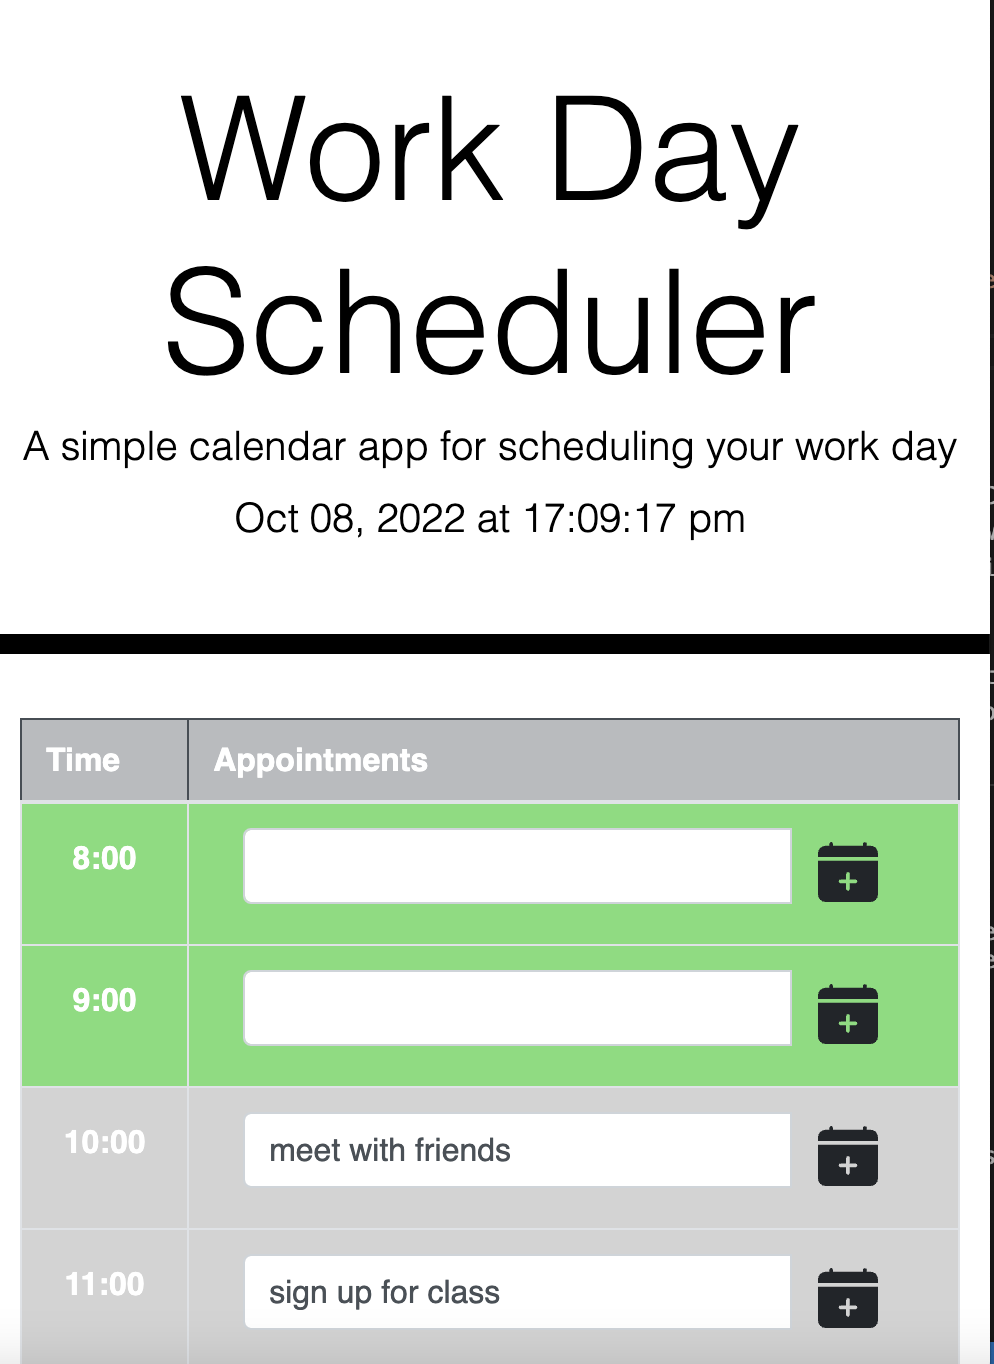 Work Day
Scheduler
A simple calendar app for scheduling your work day
Oct 08, 2022 at 17:09:17 pm
Time Appointments
8:00
9:00
10:00 meet with friends
11:00 sign up for class